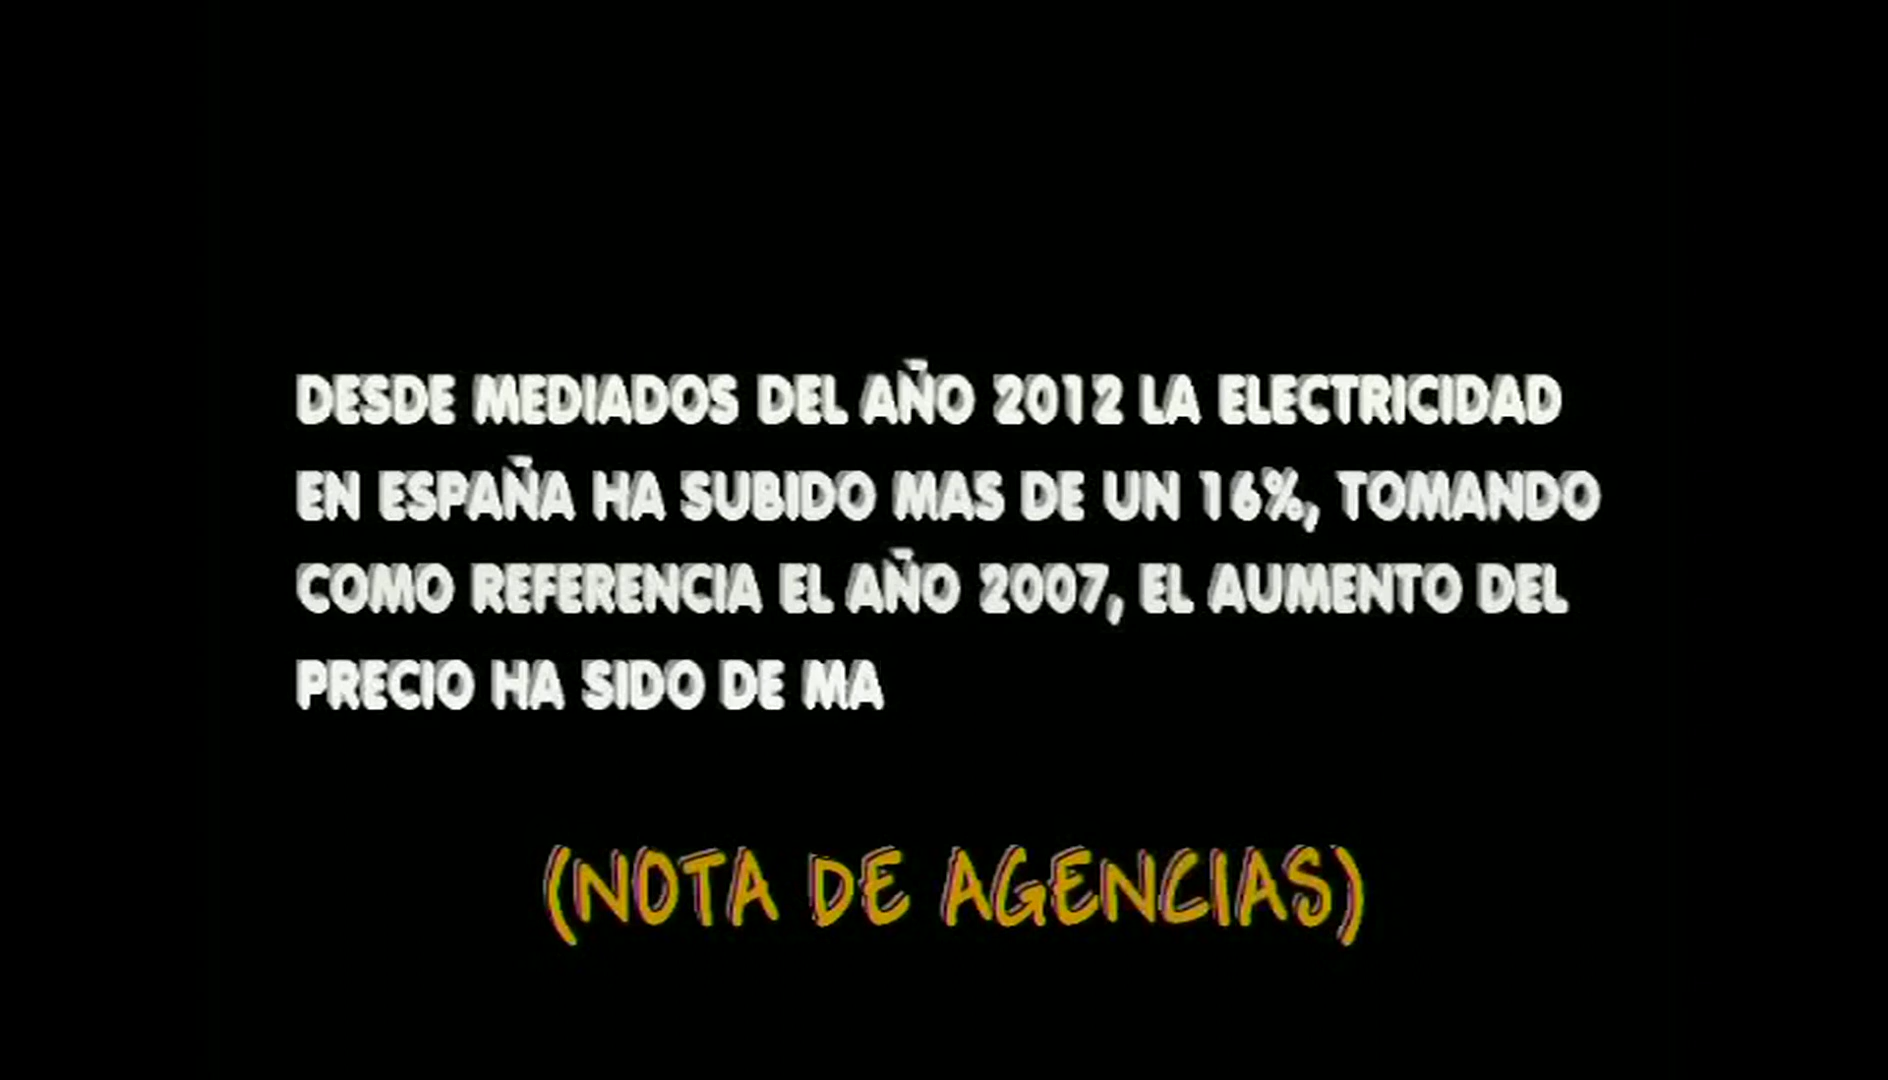 DESDE MEDIADOS DEL AÑO 2012 LA ELECTRICIDAD
EN ESPAÑA HA SUBIDO MAS DE UN 16%, TOMANDO
COMO REFERENCIA EL AÑO 2007, EL AUMENTO DEL
PRECIO HA SIDO DE MA
(NOTA DE AGENCIAS)